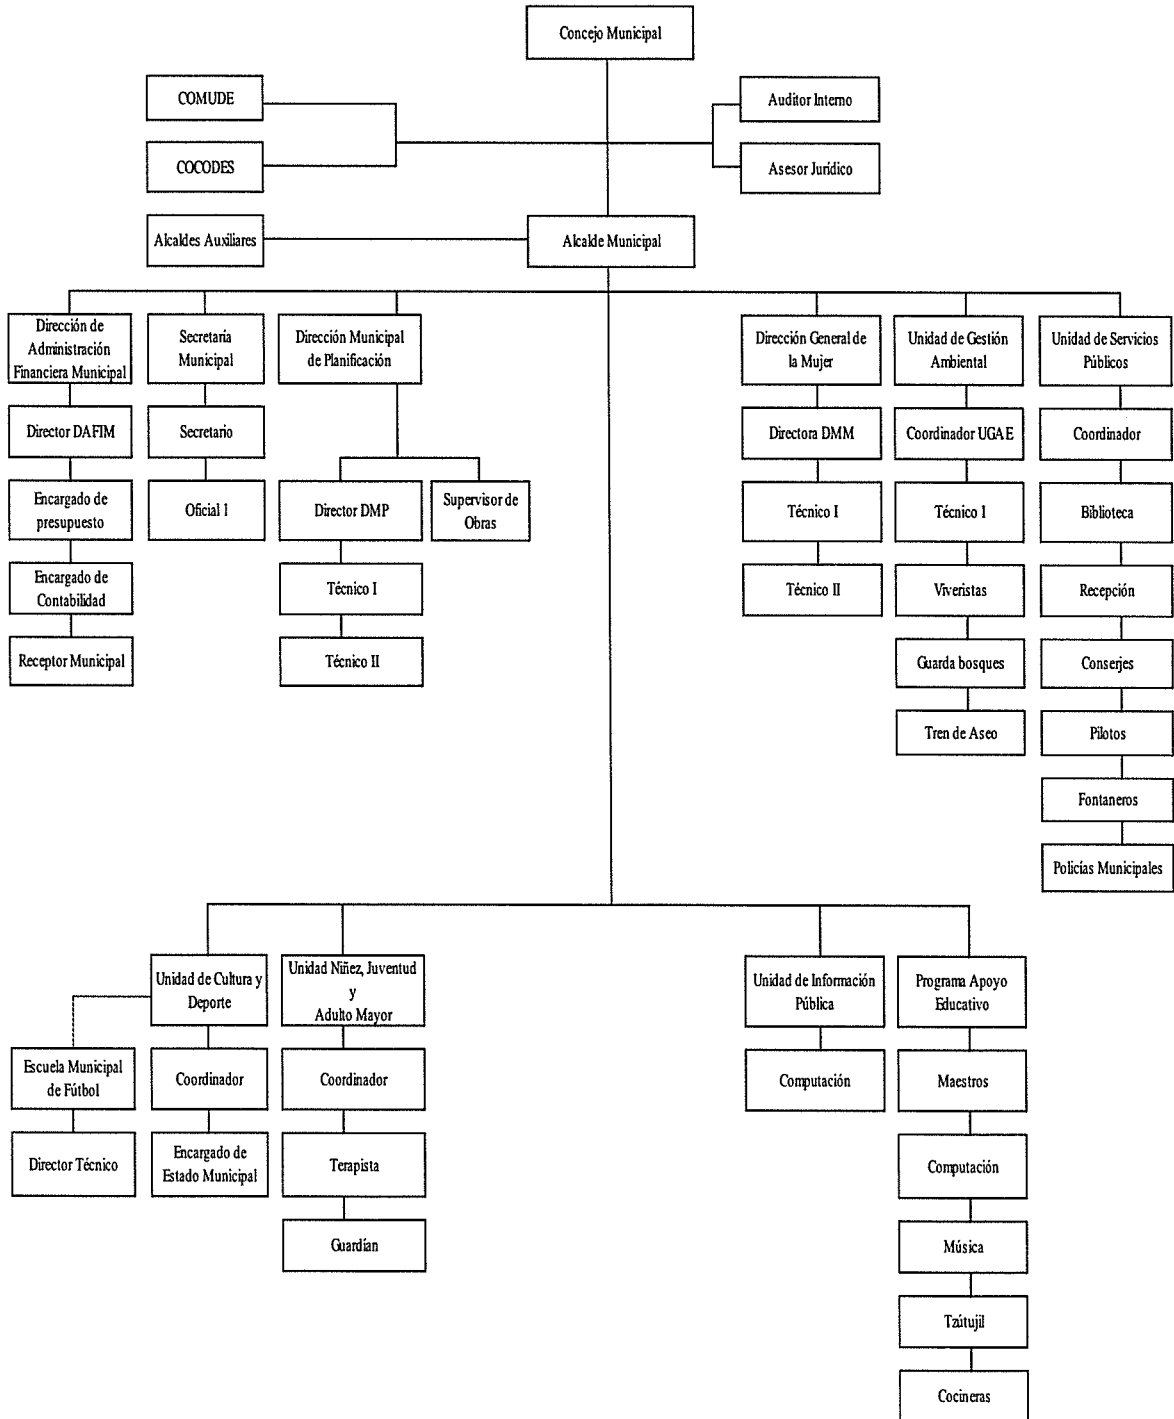 Concejo Municipal
COMUDE
Auditor Interno
COCODES
Asesor Jurídico
Alcaldes Auxiliares
Alcalde Municipal
Dirección de
Administración
Financiera Municipal
Secretaría
Municipal
Dirección Municipal
de Planificación
Dirección General de
la Mujer
Unidad de Gestión
Ambiental
Unidad de Servicios
Públicos
Director DAFIM
Secretario
Directora DMM
Coordinador UGAE
Coordinador
Encargado de
presupuesto
Oficial 1
Director DMP
Supervisor de
Obras
Técnico I
Técnico 1
Biblioteca
Encargado de
Contabilidad
Técnico I
Técnico II
Viveristas
Recepción
Receptor Municipal
Técnico II
Guarda bosques
Conserjes
Tren de Aseo
Pilotos
Fontaneros
Policías Municipales
Unidad de Cultura y
Deporte
Unidad Niñez, Juventud
y
Adulto Mayor
Unidad de Información
Pública
Programa Apoyo
Educativo
Escuela Municipal
de Fútbol
Coordinador
Coordinador
Computación
Maestros
Director Técnico
Encargado de
Estado Municipal
Terapista
Computación
Guardían
Música
Tzútujil
Cocineras